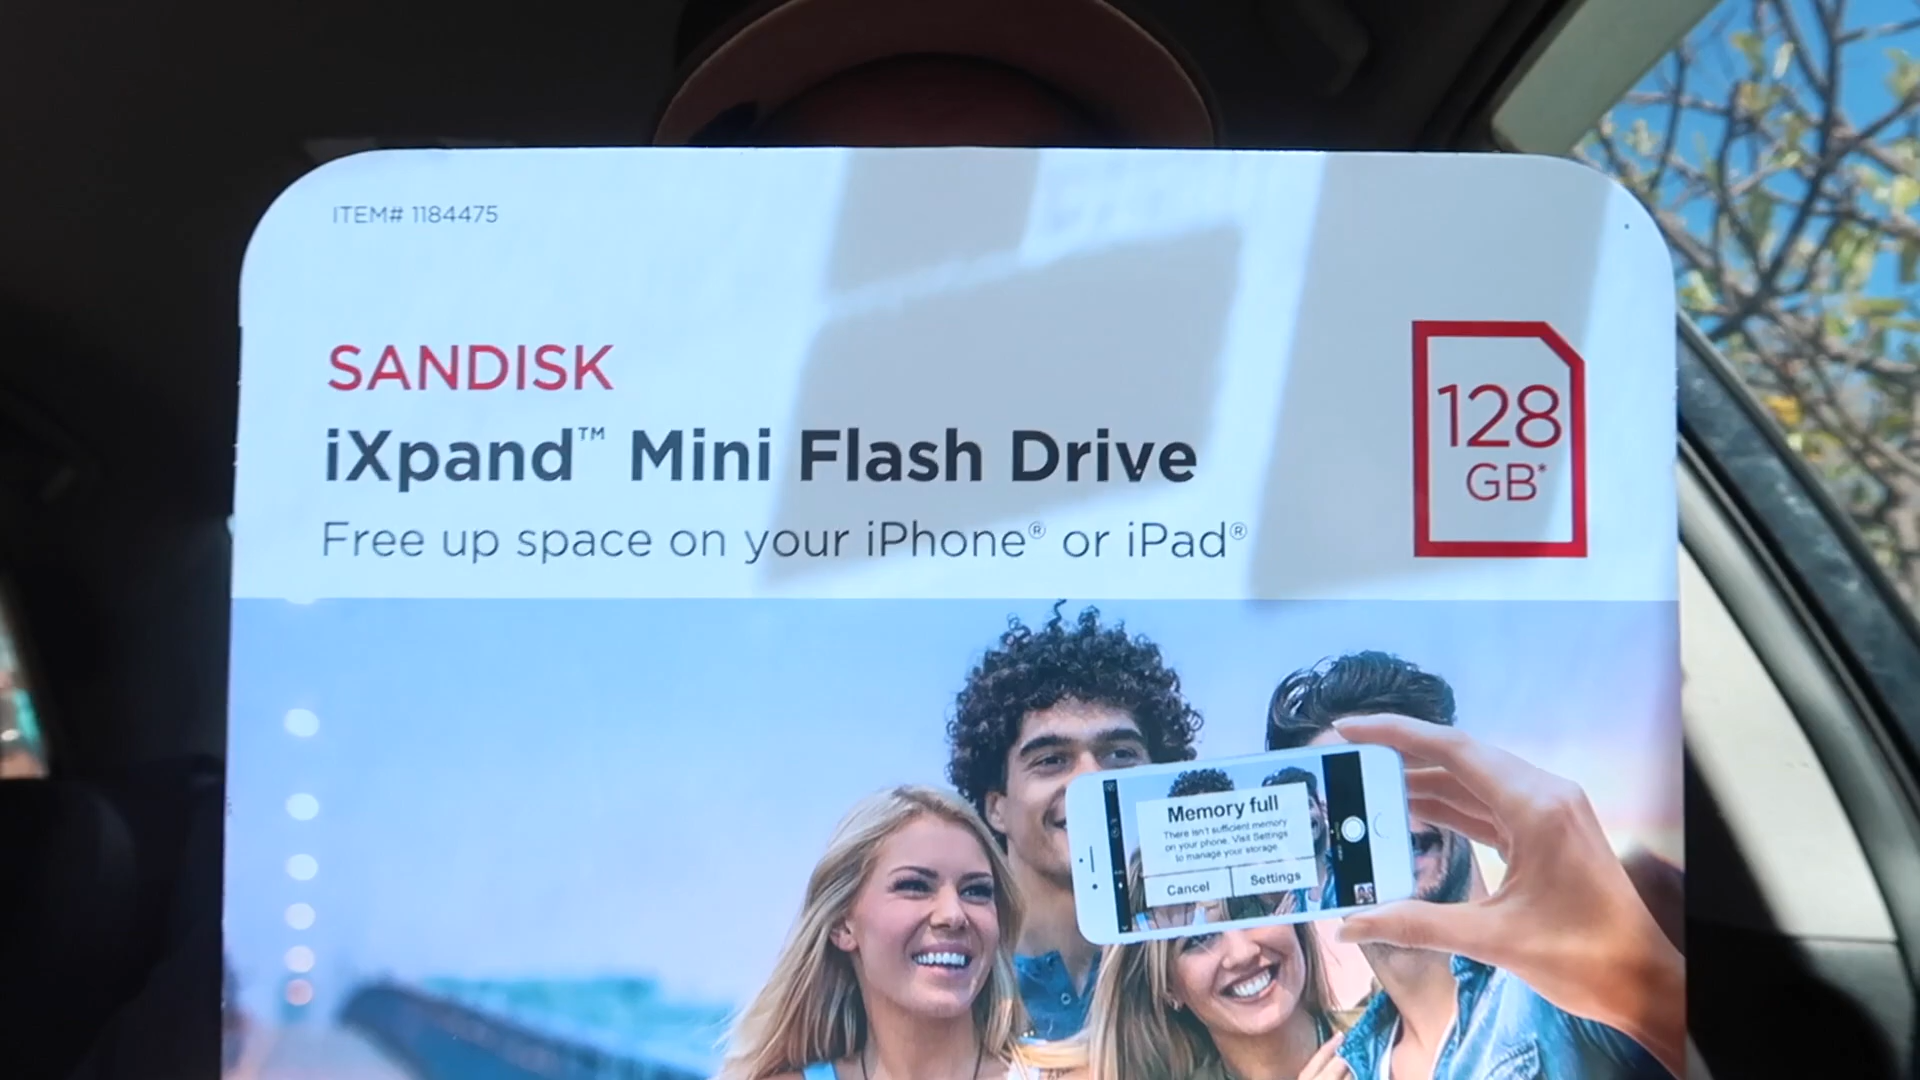 ITEM# 1184475
SANDISK
iXpand™ Mini Flash Drive
Free up space on your iPhone® or iPad®
128
GB*
Memory full
There isn't sufficient memory
on your phone. Visit Settings
to manage your storage.
Cancel
Settings